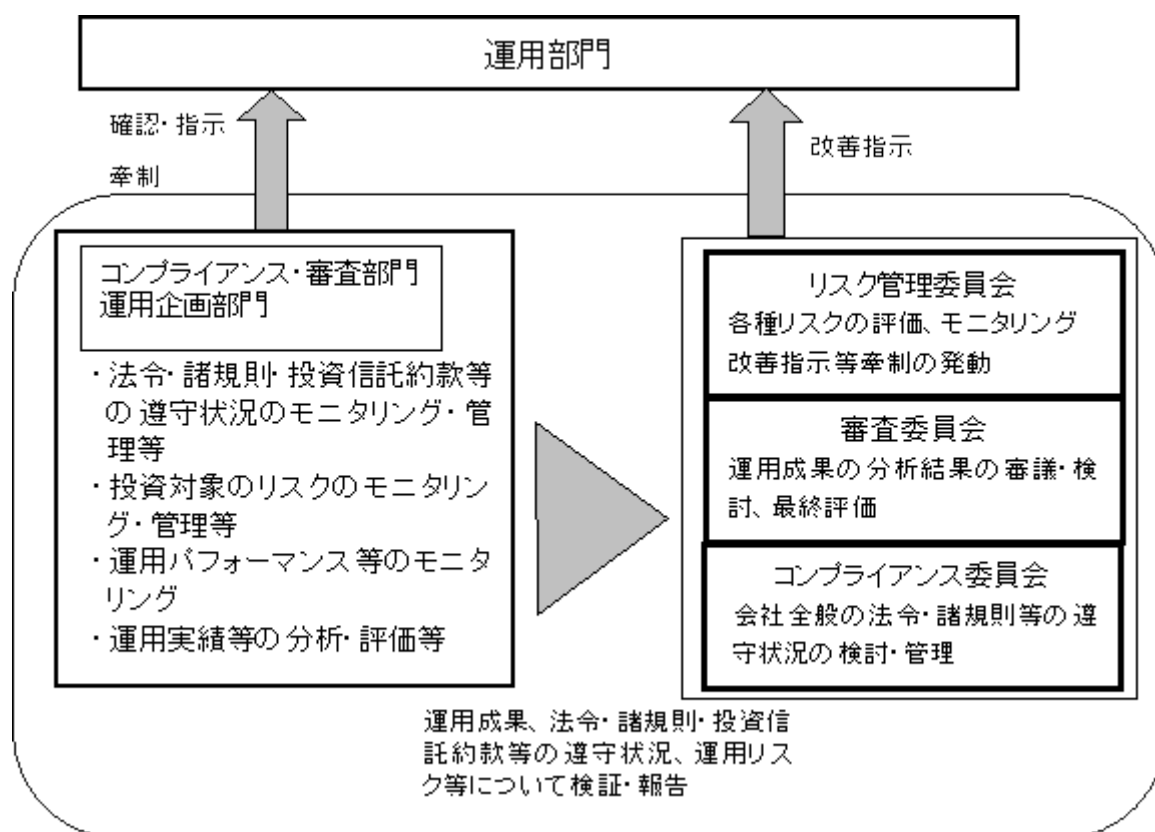 運用部門
確認・指示
牽制
改善指示
コンプライアンス・審査部門
運用企画部門
・法令・諸規則・投資信託約款等
の遵守状況のモニタリング・管
理等
・投資対象のリスクのモニタリン
グ・管理等
・運用パフォーマンス等のモニタ
リング
・運用実績等の分析・評価等
リスク管理委員会
各種リスクの評価、モニタリング
改善指示等牽制の発動
審査委員会
運用成果の分析結果の審議・検
討、最終評価
コンプライアンス委員会
会社全般の法令・諸規則等の遵
守状況の検討・管理
運用成果、法令・諸規則・投資信
託約款等の遵守状況、運用リス
ク等について検証・報告